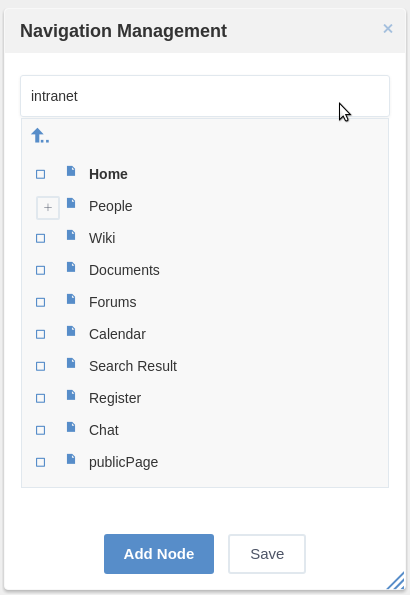 Navigation Management
×
intranet
Home
+ People
Wiki
Documents
Forums
Calendar
Search Result
Register
Chat
publicPage
Add Node Save